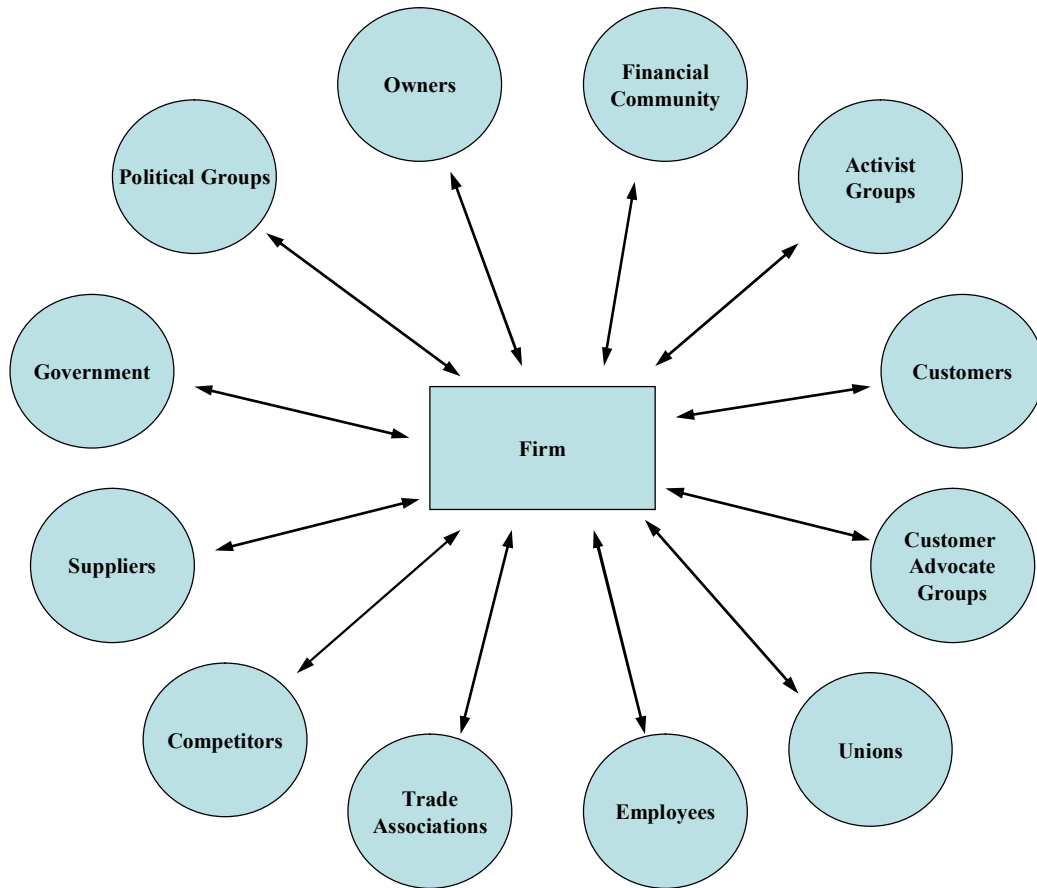 Owners
Financial
Community
Political Groups
Activist
Groups
Government
Customers
Firm
Suppliers
Customer
Advocate
Groups
Competitors
Unions
Trade
Associations
Employees